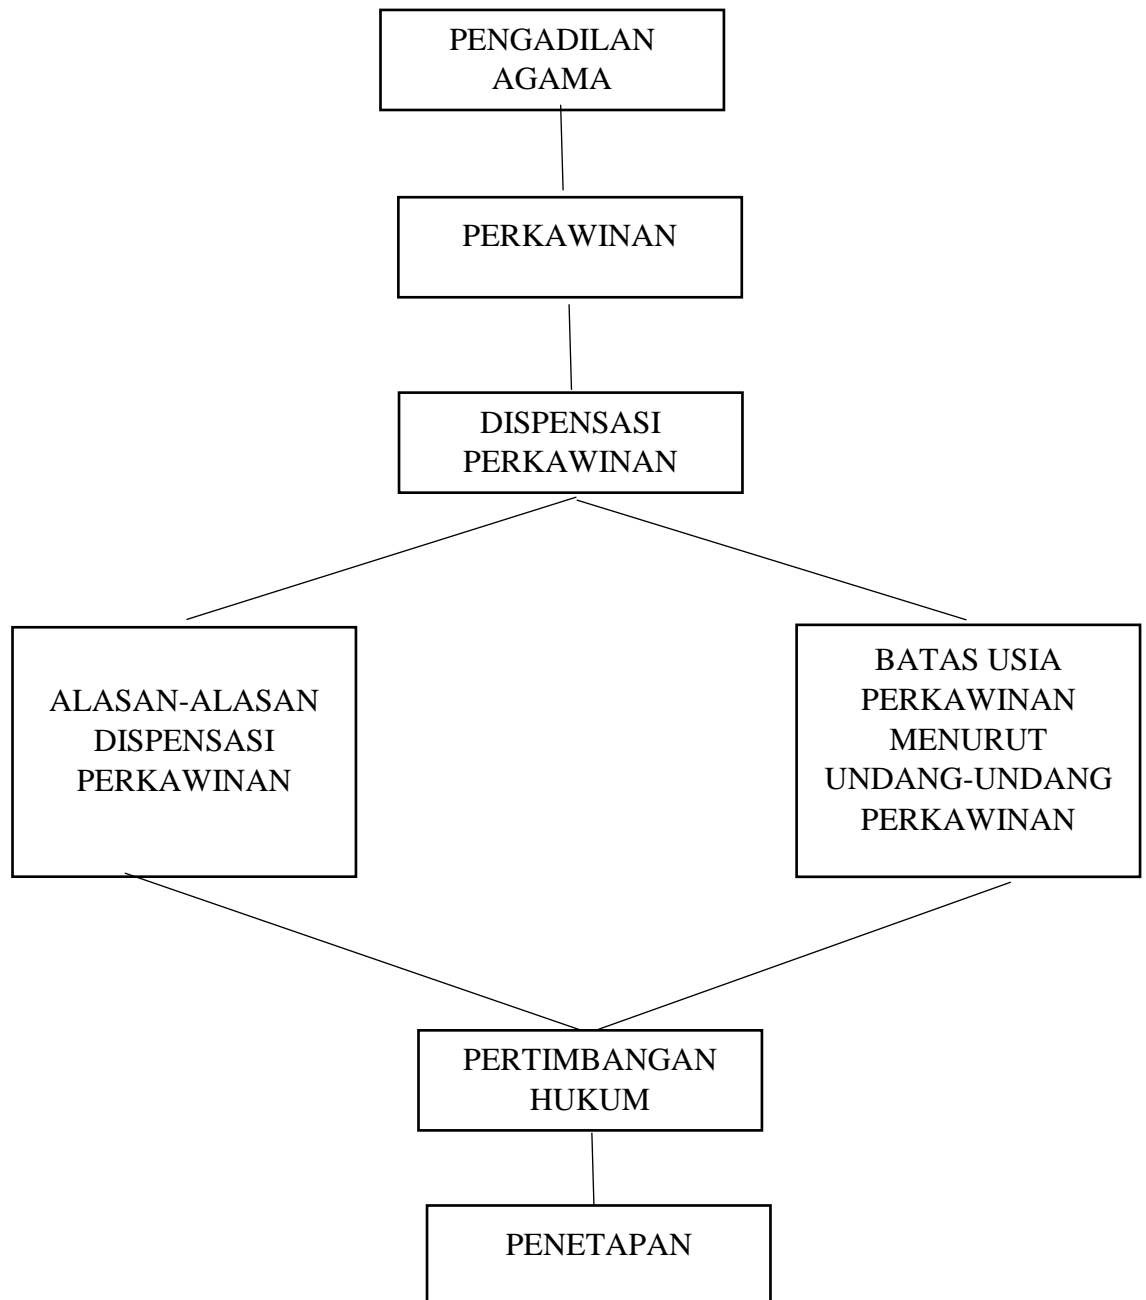 PENGADILAN
AGAMA
PERKAWINAN
DISPENSASI
PERKAWINAN
ALASAN-ALASAN
DISPENSASI
PERKAWINAN
BATAS USIA
PERKAWINAN
MENURUT
UNDANG-UNDANG
PERKAWINAN
PERTIMBANGAN
HUKUM
PENETAPAN